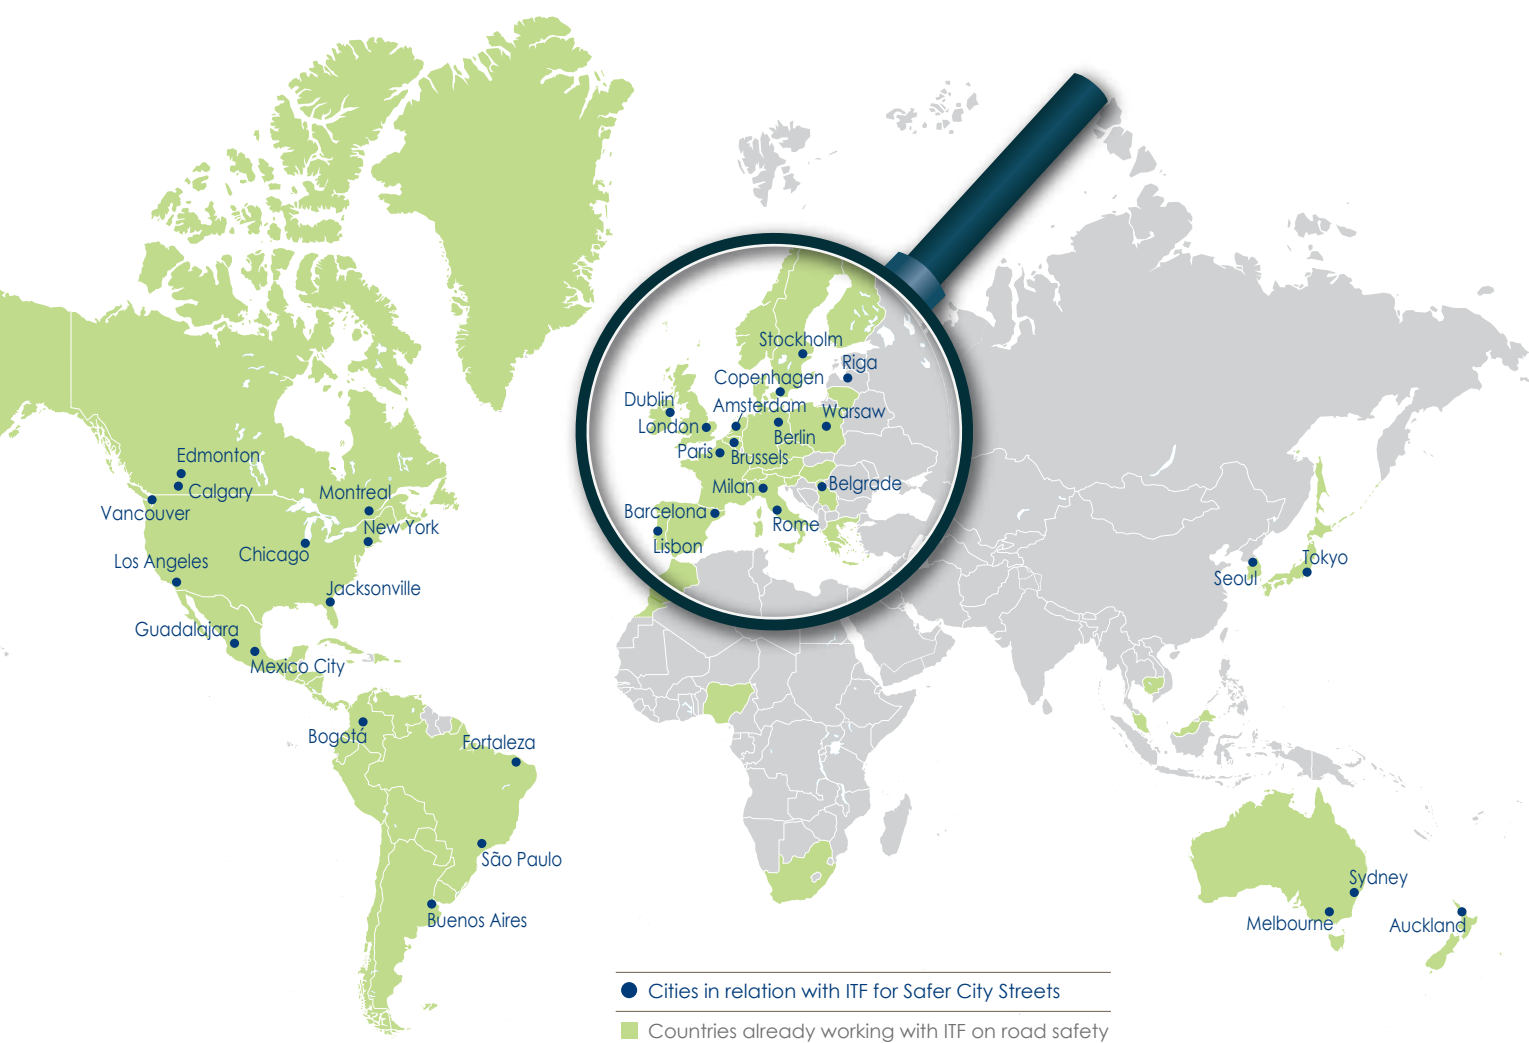 Stockholm
Riga
Copenhagen
Dublin
Amsterdam
Warsaw
London
Berlin
Paris
Brussels
Milan
Belgrade
Barcelona
Rome
Lisbon
Edmonton
Calgary
Montreal
Vancouver
New York
Chicago
Los Angeles
Jacksonville
Guadalajara
Mexico City
Bogotá
Fortaleza
São Paulo
Buenos Aires
Tokyo
Seoul
Sydney
Melbourne
Auckland
Cities in relation with ITF for Safer City Streets
Countries already working with ITF on road safety